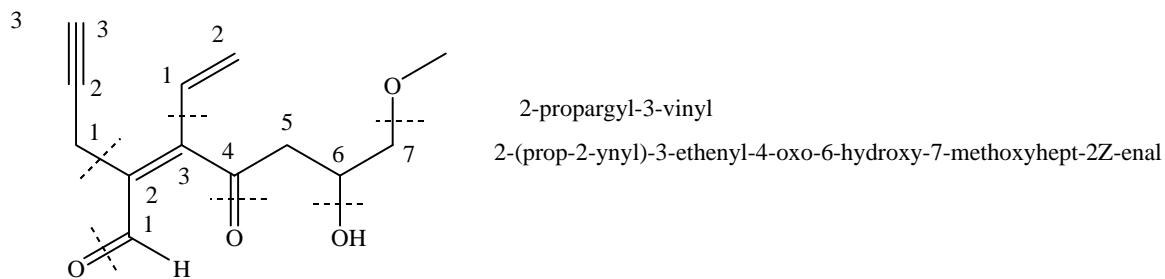 3
3
2
2
1
O
1
5
2-propargyl-3-vinyl
4
6
7
2-(prop-2-ynyl)-3-ethenyl-4-oxo-6-hydroxy-7-methoxyhept-2Z-enal
2
3
1
O
H
O
OH